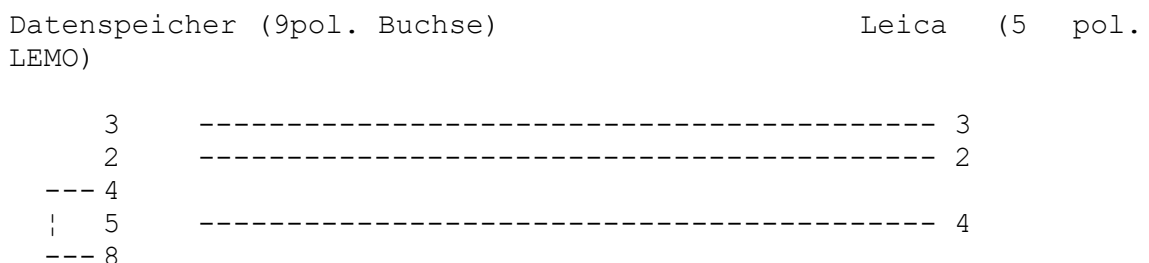 Datenspeicher (9pol. Buchse) Leica (5 pol.
LEMO)
3 ------------------------------------------ 3
2 ------------------------------------------ 2
--- 4
¦ 5 ------------------------------------------ 4
--- 8